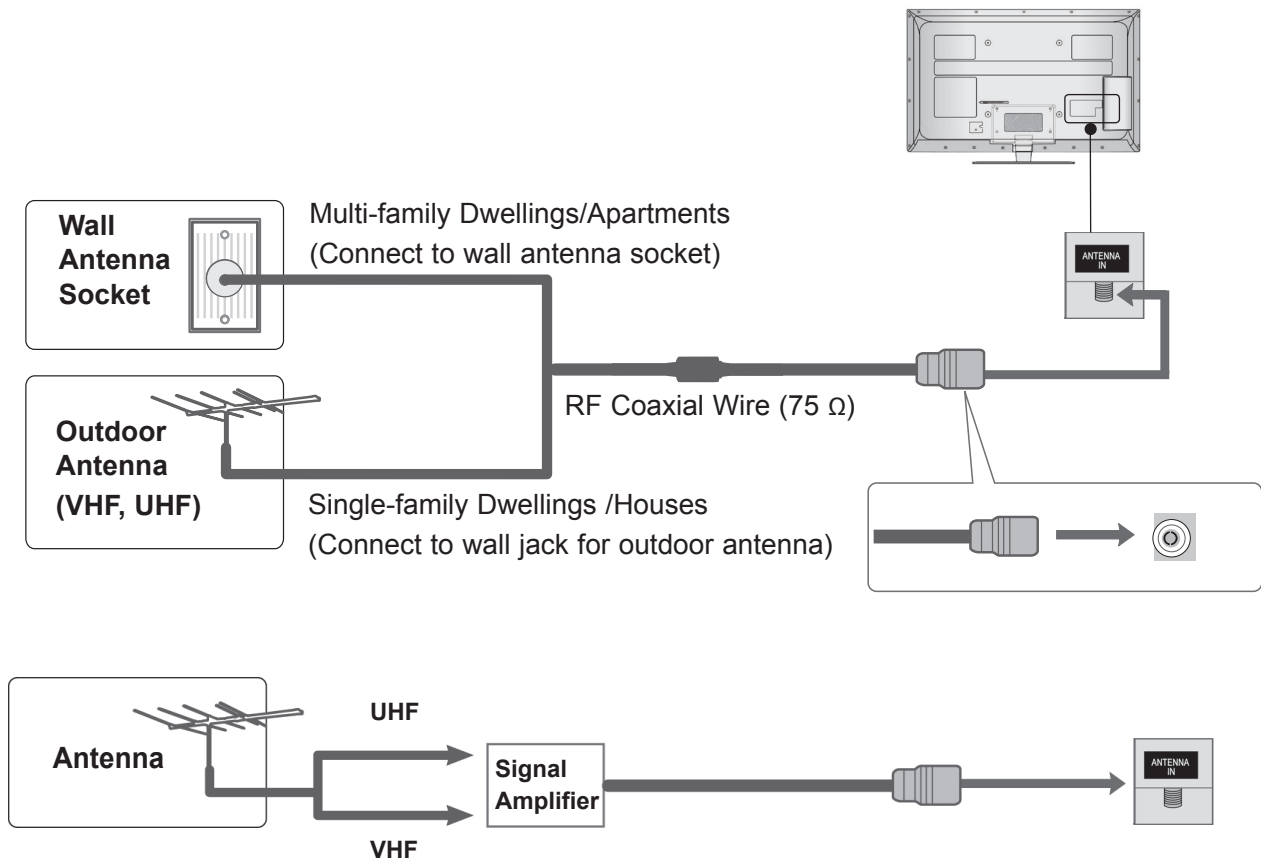 Wall
Antenna
Socket
Multi-family Dwellings/Apartments
(Connect to wall antenna socket)
ANTENNA
IN
RF Coaxial Wire (75 Ω)
Outdoor
Antenna
(VHF, UHF)
Single-family Dwellings /Houses
(Connect to wall jack for outdoor antenna)
Antenna
UHF
VHF
Signal
Amplifier
ANTENNA
IN